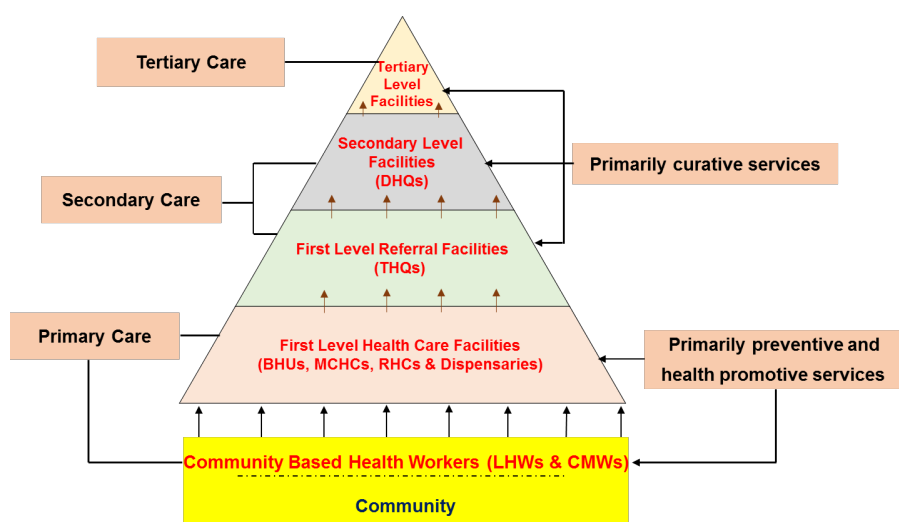 Tertiary Care
Tertiary
Level
Facilities
Secondary Level
Facilities
(DHQs)
Primarily curative services
Secondary Care
First Level Referral Facilities
(THQs)
Primary Care
First Level Health Care Facilities
(BHUs, MCHCs, RHCs & Dispensaries)
Primarily preventive and
health promotive services
Community Based Health Workers (LHWs & CMWs)
Community